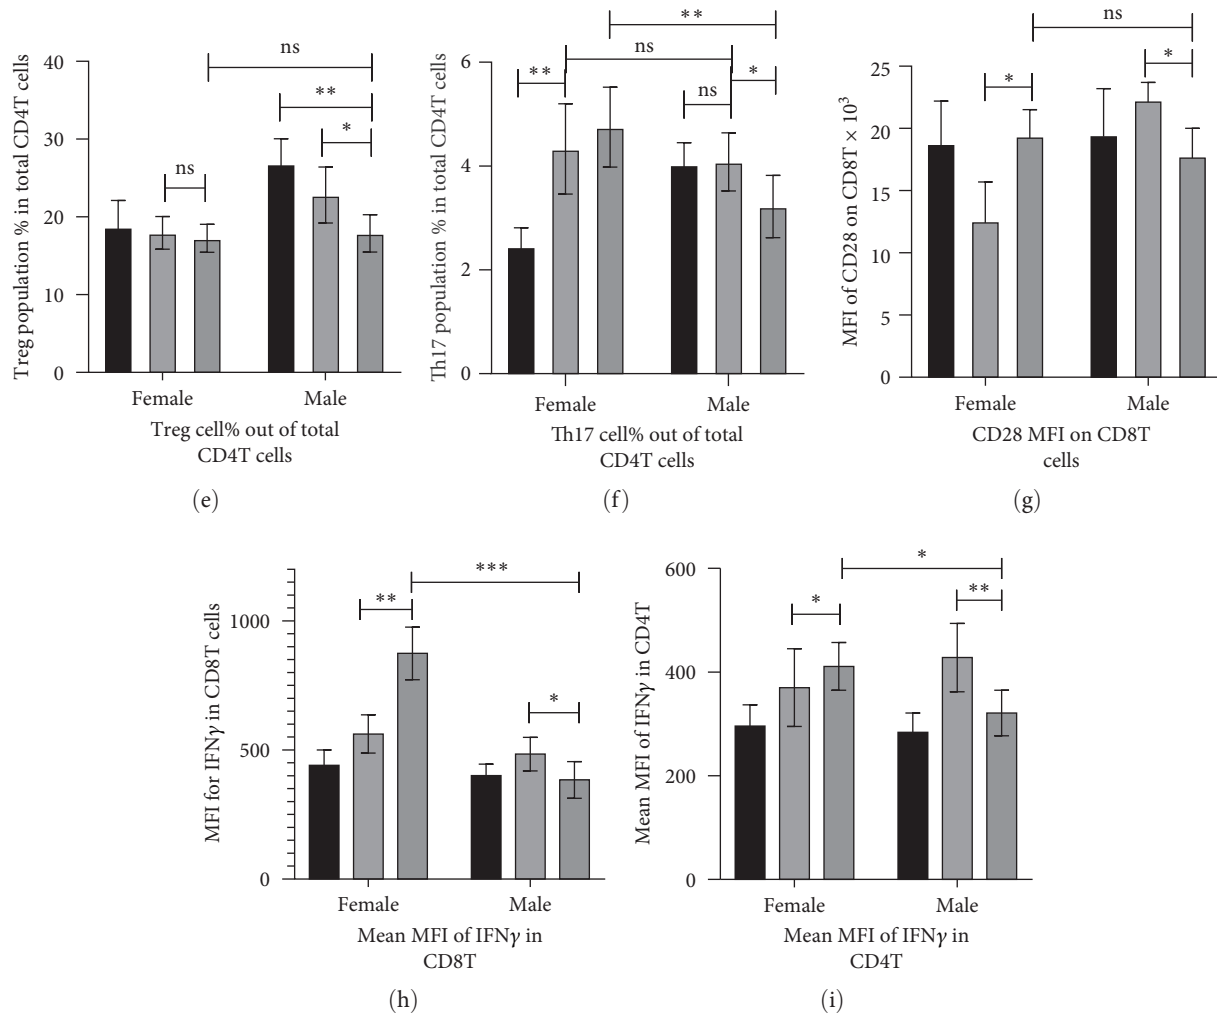 Treg population % in total CD4T cells
40
30
20
10
0
ns
**
*
ns
Female
Male
Treg cell% out of total
CD4T cells
(e)
Th17 population % in total CD4T cells
6
4
2
0
**
ns
**
ns
*
Female
Male
Th17 cell% out of total
CD4T cells
(f)
MFI of CD28 on CD8T × 10³
25
20
15
10
5
0
ns
*
*
Female
Male
CD28 MFI on CD8T
cells
(g)
MFI for IFNγ in CD8T cells
1000
500
0
***
**
*
Female
Male
Mean MFI of IFNγ in
CD8T
(h)
Mean MFI of IFNγ in CD4T
600
400
200
0
*
*
**
Female
Male
Mean MFI of IFNγ in
CD4T
(i)